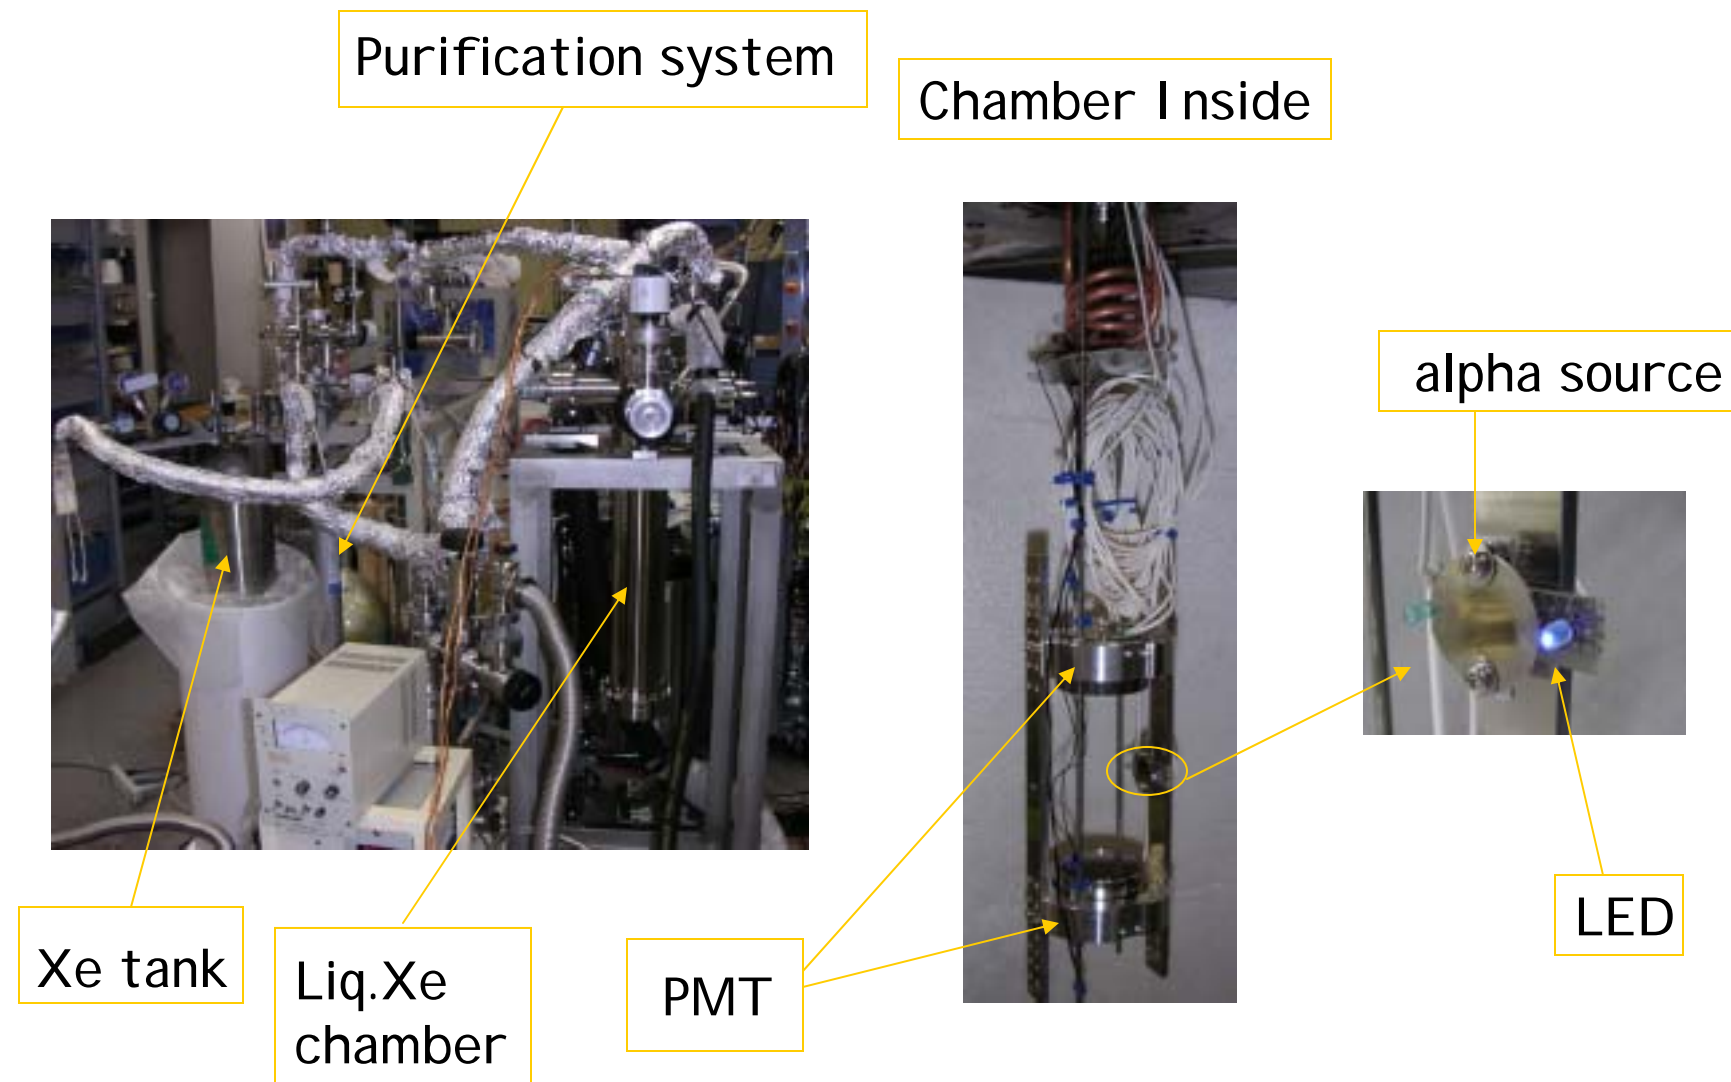 Purification system
Chamber Inside
alpha source
LED
Xe tank
Liq.Xe
chamber
PMT